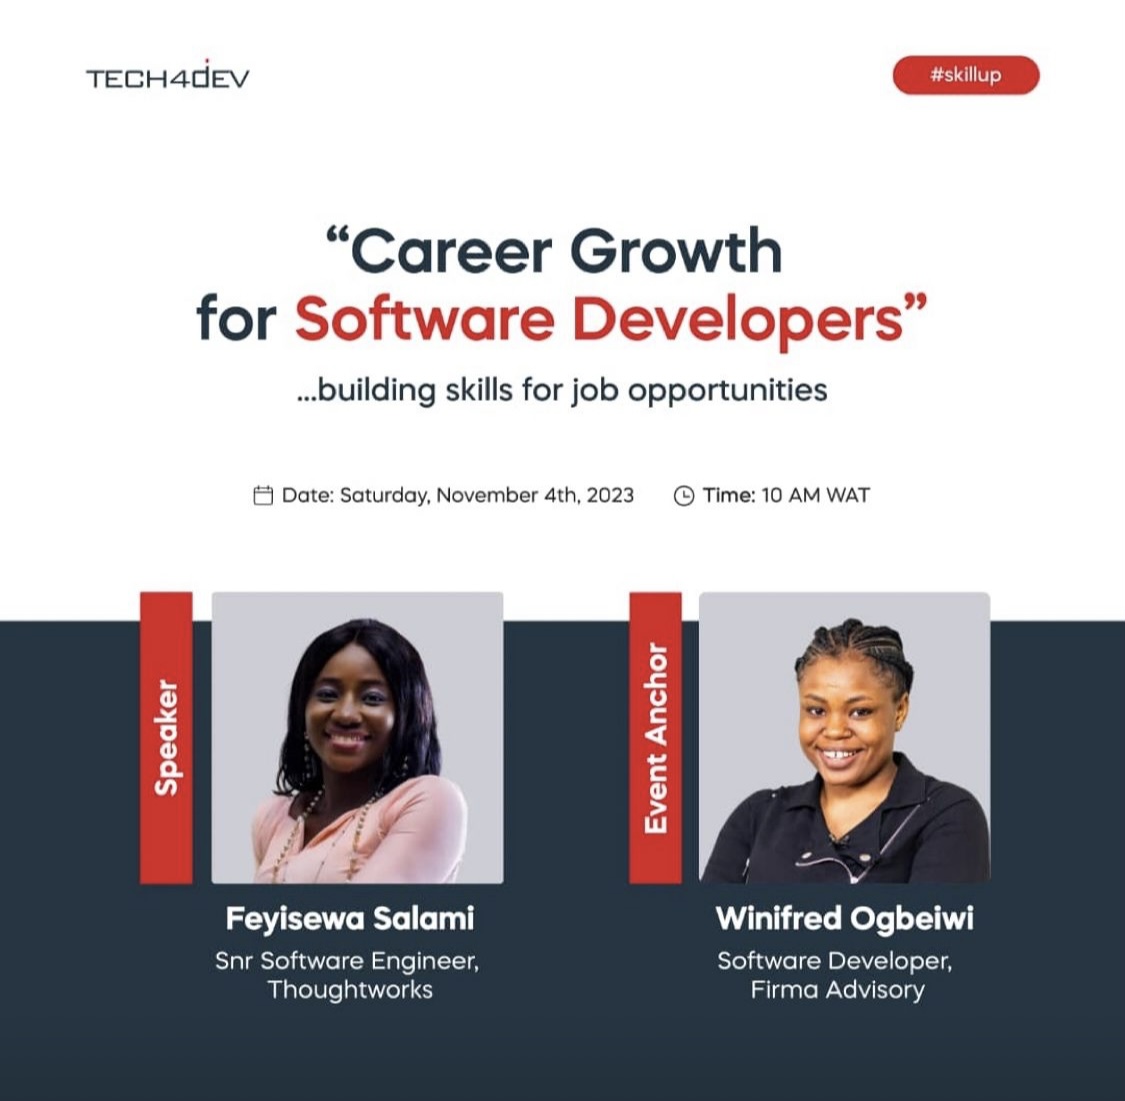 TECH4DEV
#skillup
“Career Growth
for Software Developers”
...building skills for job opportunities
Date: Saturday, November 4th, 2023
Time: 10 AM WAT
Speaker
Feyisewa Salami
Snr Software Engineer,
Thoughtworks
Event Anchor
Winifred Ogbeiwi
Software Developer,
Firma Advisory